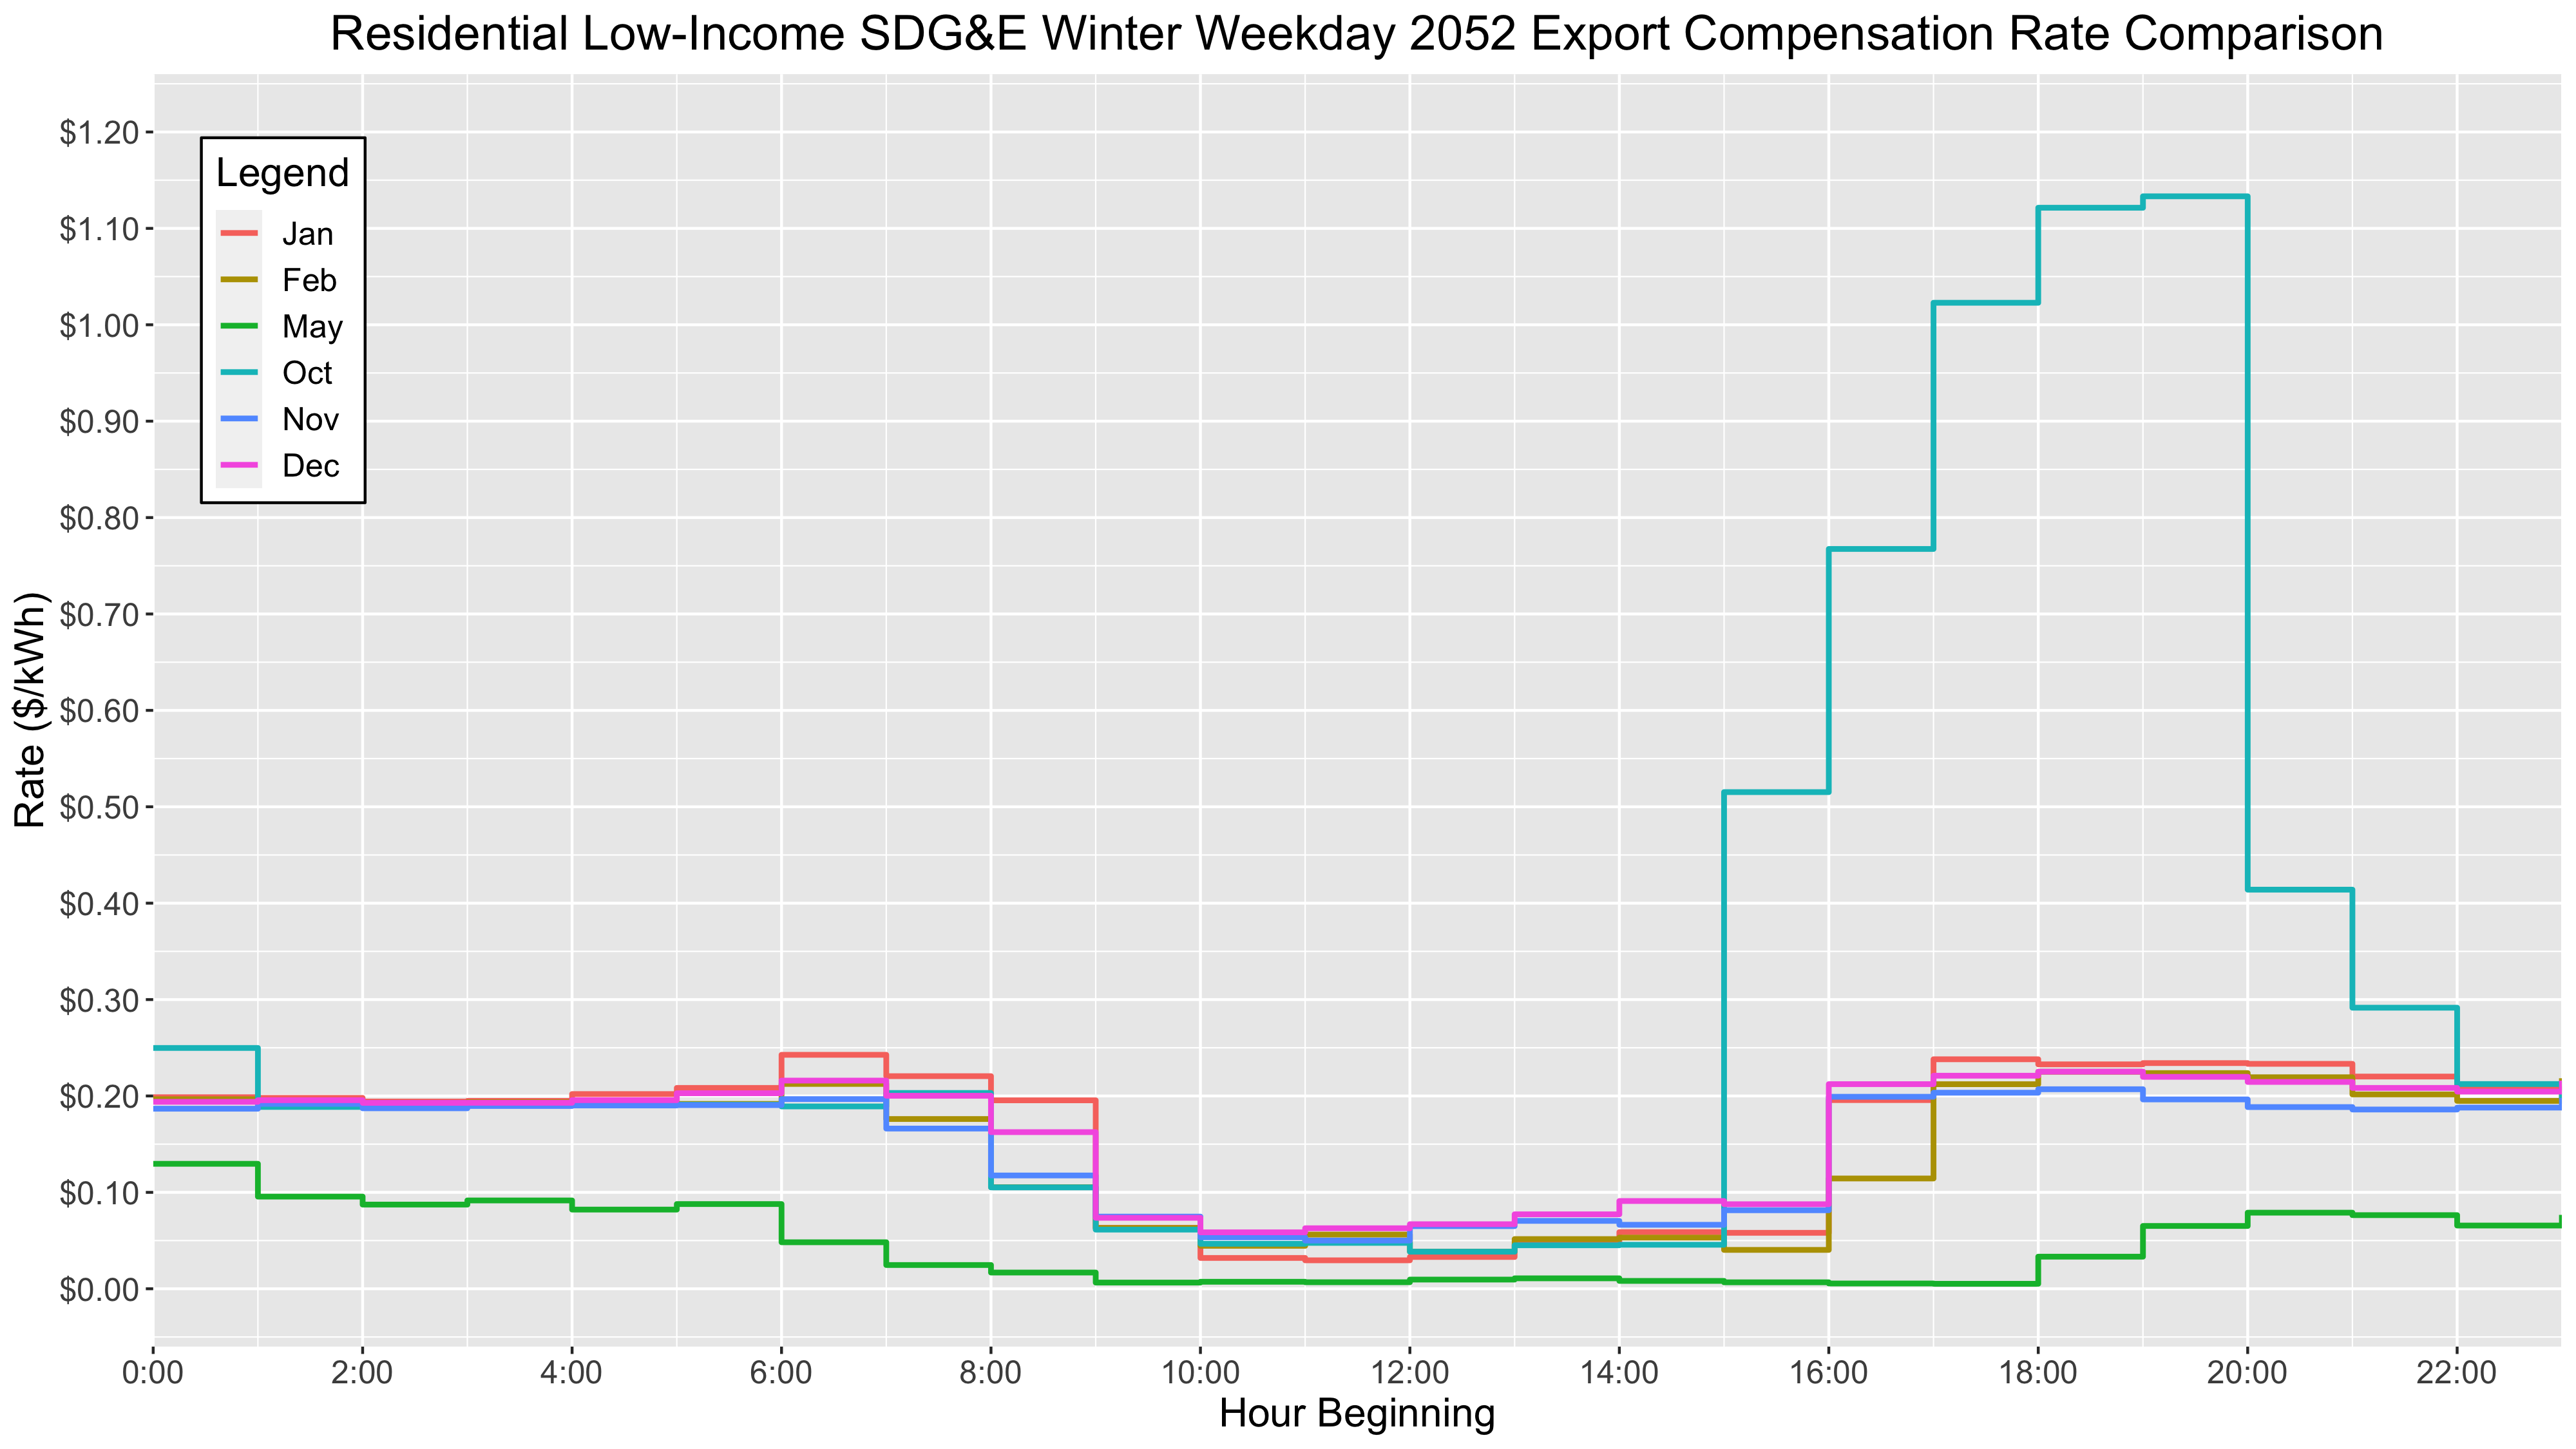 Residential Low-Income SDG&E Winter Weekday 2052 Export Compensation Rate Comparison
$1.20
$1.10
$1.00
$0.90
$0.80
$0.70
$0.60
$0.50
$0.40
$0.30
$0.20
$0.10
$0.00
Rate ($/kWh)
Legend
Jan
Feb
May
Oct
Nov
Dec
0:00 2:00 4:00 6:00 8:00 10:00 12:00 14:00 16:00 18:00 20:00 22:00
Hour Beginning